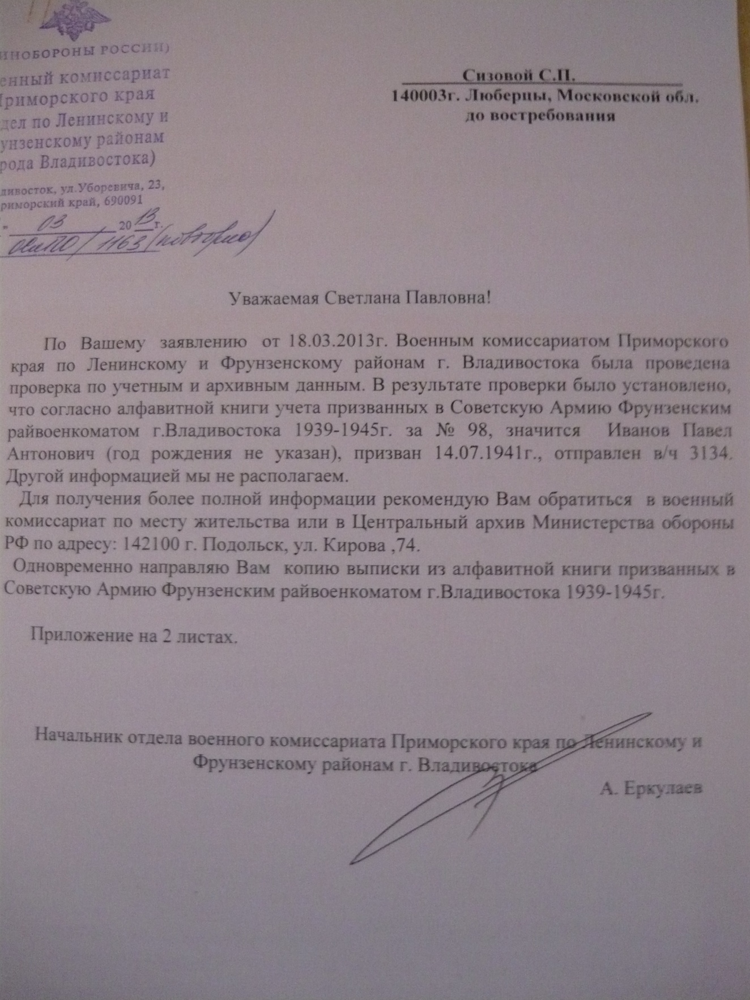 ИНОБОРОНЫ РОССИИ)
енный комиссариат
Приморского края
дел по Ленинскому и
унзенскому районам
рода Владивостока)
дивосток, ул.Уборевича, 23,
риморский край, 690091
" 03 2013 г.
1163 (повторно)
Сизовой С.П.
140003г. Люберцы, Московской обл.
до востребования
Уважаемая Светлана Павловна!
По Вашему заявлению от 18.03.2013г. Военным комиссариатом Приморского
края по Ленинскому и Фрунзенскому районам г. Владивостока была проведена
проверка по учетным и архивным данным. В результате проверки было установлено,
что согласно алфавитной книги учета призванных в Советскую Армию Фрунзенским
райвоенкоматом г.Владивостока 1939-1945г. за № 98, значится Иванов Павел
Антонович (год рождения не указан), призван 14.07.1941г., отправлен в/ч 3134.
Другой информацией мы не располагаем.
Для получения более полной информации рекомендую Вам обратиться в военный
комиссариат по месту жительства или в Центральный архив Министерства обороны
РФ по адресу: 142100 г. Подольск, ул. Кирова ,74.
Одновременно направляю Вам копию выписки из алфавитной книги призванных в
Советскую Армию Фрунзенским райвоенкоматом г.Владивостока 1939-1945г.
Приложение на 2 листах.
Начальник отдела военного комиссариата Приморского края по Ленинскому и
Фрунзенскому районам г. Владивостока
А. Еркулаев